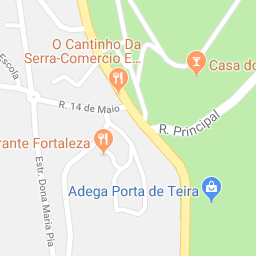 O Cantinho Da
Serra-Comercio E...
Escola
Casa do
R. 14 de Maio
R. Principal
rante Fortaleza
Estr. Dona Maria Pia
Adega Porta de Teira